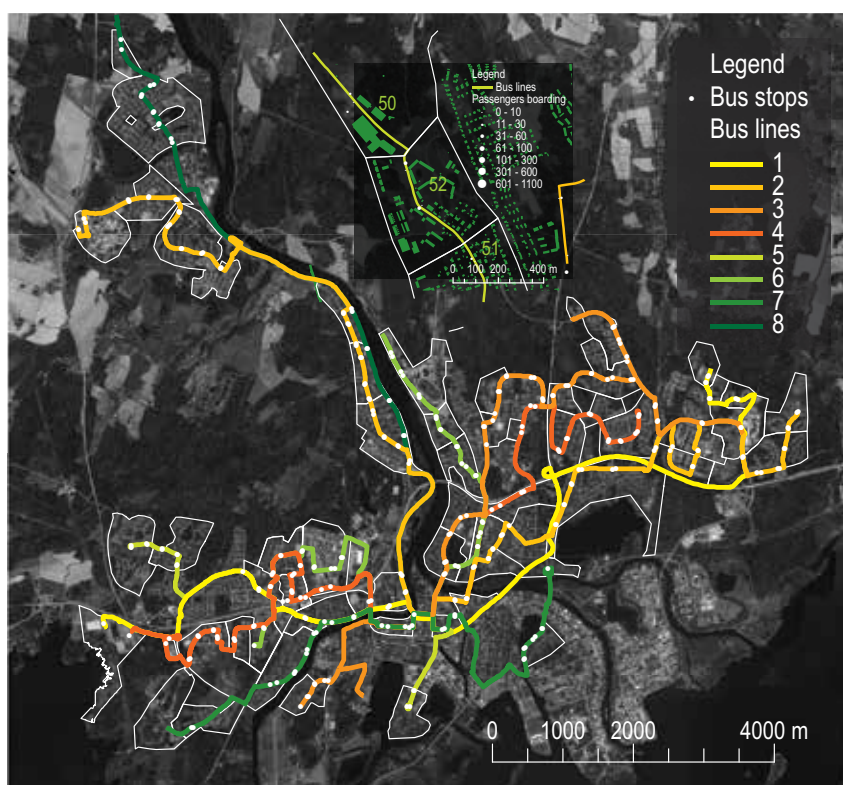 Legend
Bus lines
Passengers boarding
0 - 10
11 - 30
31 - 60
61 - 100
101 - 300
301 - 600
601 - 1100
50
52
51
0 100 200 400 m
Legend
Bus stops
Bus lines
1
2
3
4
5
6
7
8
0 1000 2000 4000 m